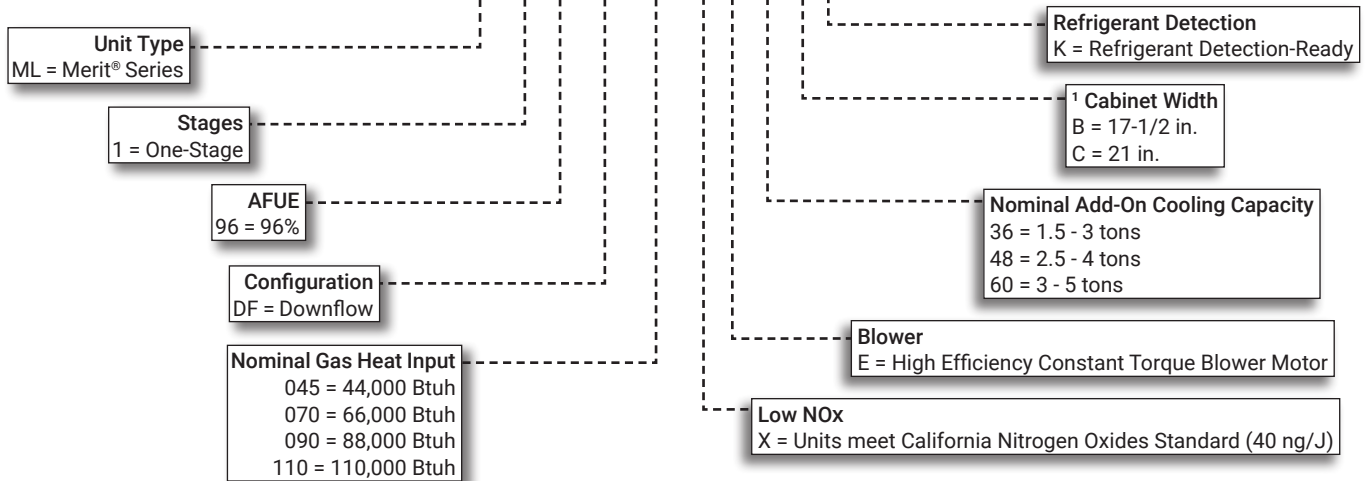 Unit Type
ML = Merit® Series
Stages
1 = One-Stage
AFUE
96 = 96%
Configuration
DF = Downflow
Nominal Gas Heat Input
045 = 44,000 Btuh
070 = 66,000 Btuh
090 = 88,000 Btuh
110 = 110,000 Btuh
Refrigerant Detection
K = Refrigerant Detection-Ready
¹ Cabinet Width
B = 17-1/2 in.
C = 21 in.
Nominal Add-On Cooling Capacity
36 = 1.5 - 3 tons
48 = 2.5 - 4 tons
60 = 3 - 5 tons
Blower
E = High Efficiency Constant Torque Blower Motor
Low NOx
X = Units meet California Nitrogen Oxides Standard (40 ng/J)